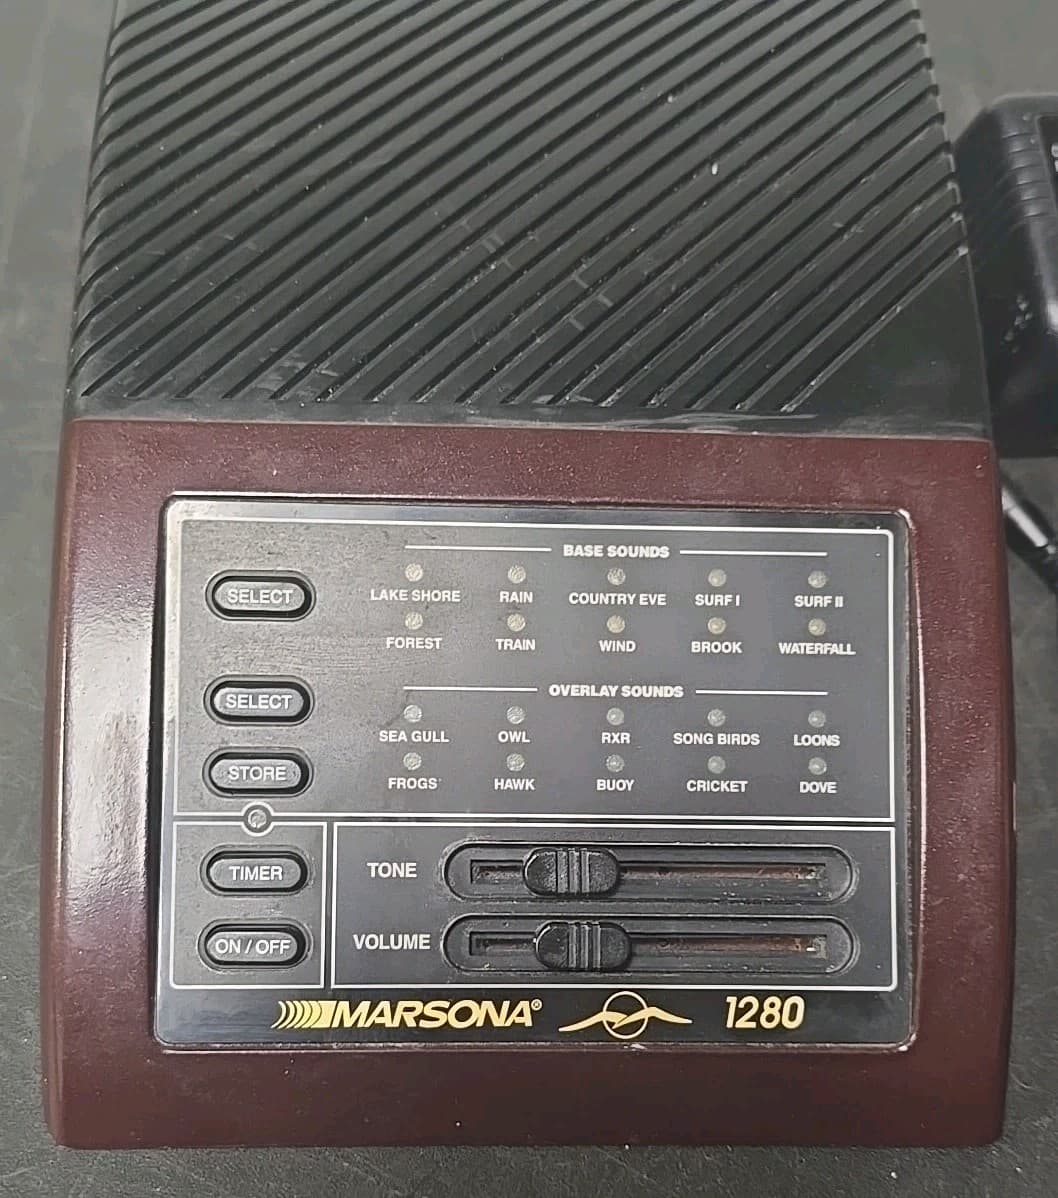 BASE SOUNDS
SELECT
LAKE SHORE RAIN COUNTRY EVE SURF I SURF II
FOREST TRAIN WIND BROOK WATERFALL
OVERLAY SOUNDS
SELECT
SEA GULL OWL RXR SONG BIRDS LOONS
STORE
FROGS HAWK BUOY CRICKET DOVE
TIMER
TONE
ON / OFF
VOLUME
MARSONA® 1280